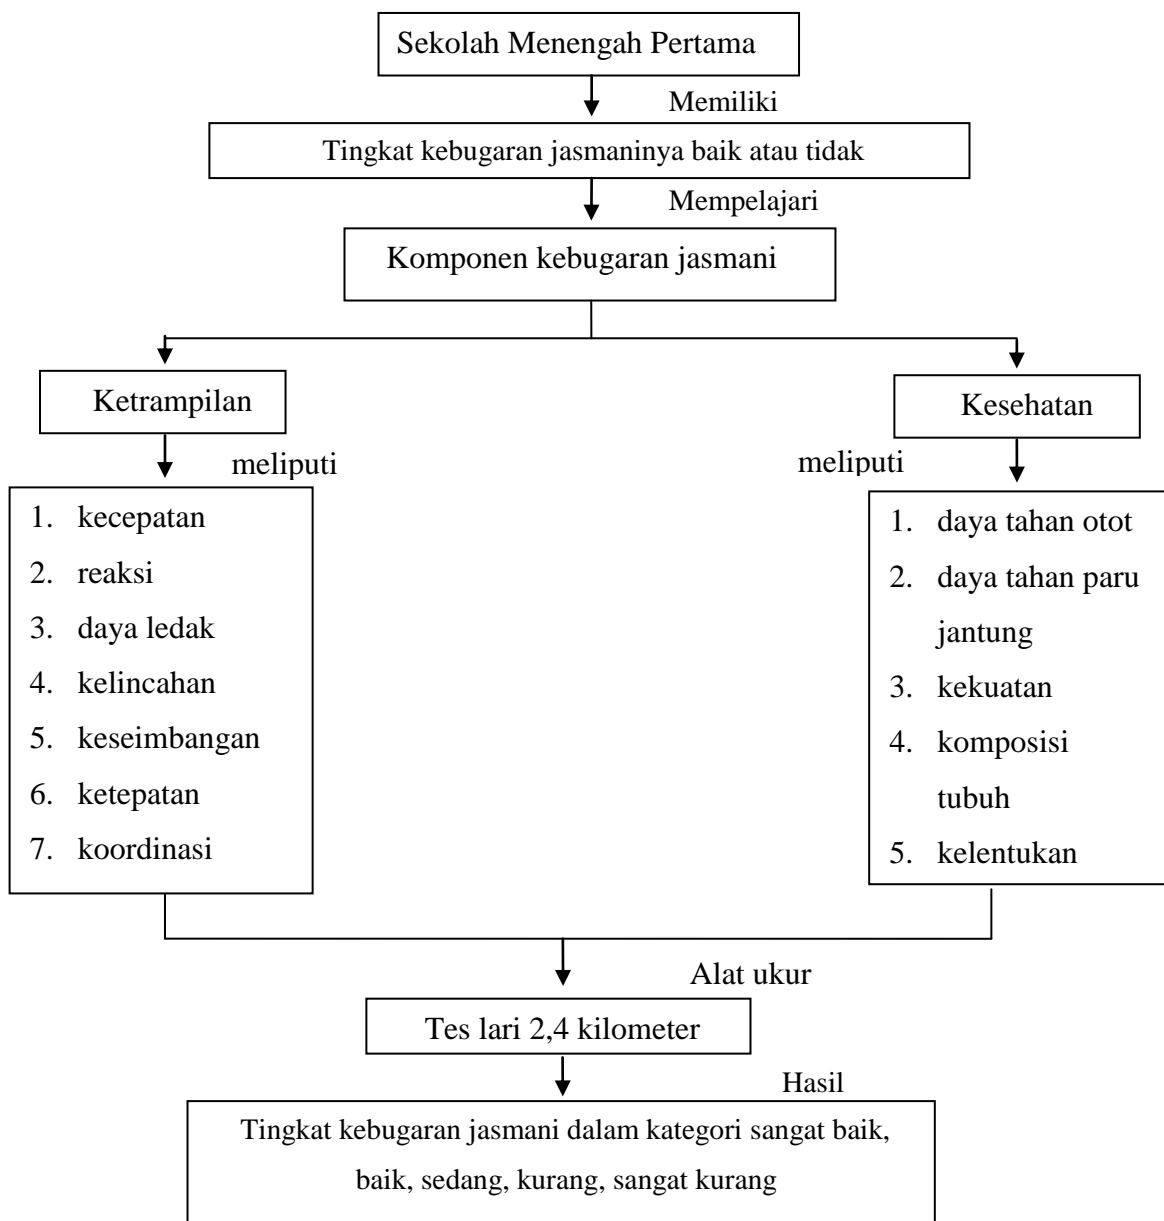 Sekolah Menengah Pertama
Memiliki
Tingkat kebugaran jasmaninya baik atau tidak
Mempelajari
Komponen kebugaran jasmani
Ketrampilan
meliputi
1. kecepatan
2. reaksi
3. daya ledak
4. kelincahan
5. keseimbangan
6. ketepatan
7. koordinasi
Kesehatan
meliputi
1. daya tahan otot
2. daya tahan paru
jantung
3. kekuatan
4. komposisi
tubuh
5. kelentukan
Alat ukur
Tes lari 2,4 kilometer
Hasil
Tingkat kebugaran jasmani dalam kategori sangat baik,
baik, sedang, kurang, sangat kurang